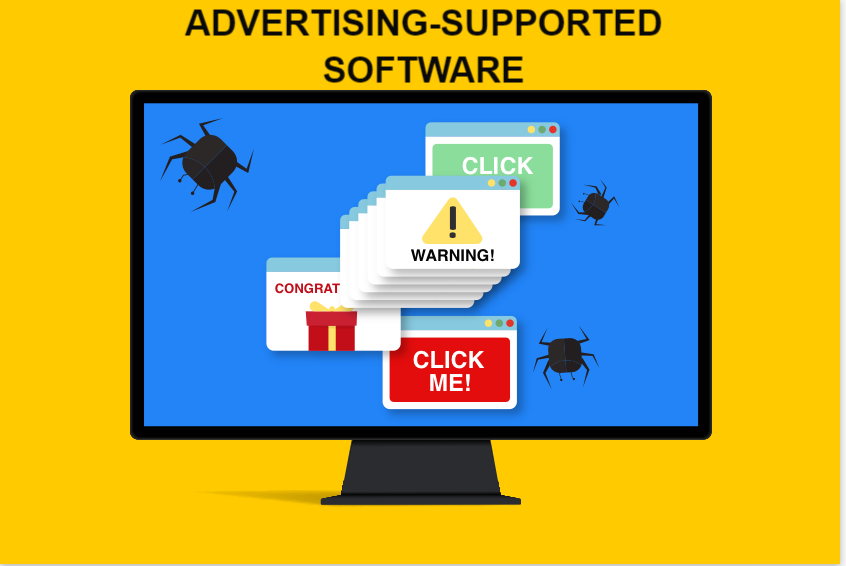 ADVERTISING-SUPPORTED
SOFTWARE
CLICK
WARNING!
CONGRAT
CLICK
ME!